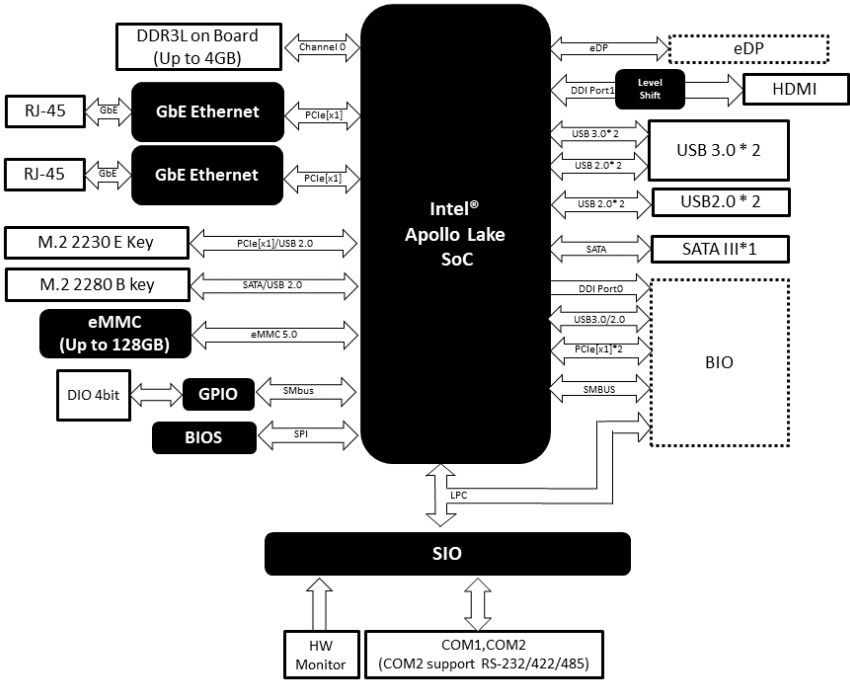 DDR3L on Board
(Up to 4GB)
Channel 0
eDP
eDP
DDI Port1
Level
Shift
HDMI
RJ-45
GbE
GbE Ethernet
PCIe[x1]
USB 3.0* 2
USB 2.0* 2
USB 3.0 * 2
RJ-45
GbE
GbE Ethernet
PCIe[x1]
USB 2.0* 2
USB2.0 * 2
Intel®
Apollo Lake
SoC
M.2 2230 E Key
PCIe[x1]/USB 2.0
SATA
SATA III*1
M.2 2280 B key
SATA/USB 2.0
DDI Port0
eMMC
(Up to 128GB)
eMMC 5.0
USB3.0/2.0
PCIe[x1]*2
BIO
DIO 4bit
GPIO
SMbus
SMBUS
BIOS
SPI
LPC
SIO
HW
Monitor
COM1,COM2
(COM2 support RS-232/422/485)